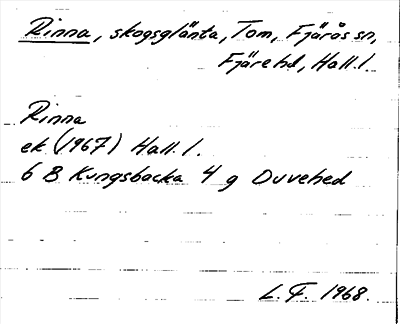 Rinna, skogsglänta, Tom, Fjärås sn,
Fjäre hd, Hall. l.
Rinna
ek (1967) Hall. l.
6 B Kungsbacka 4 g Duvehed
L. F. 1968.